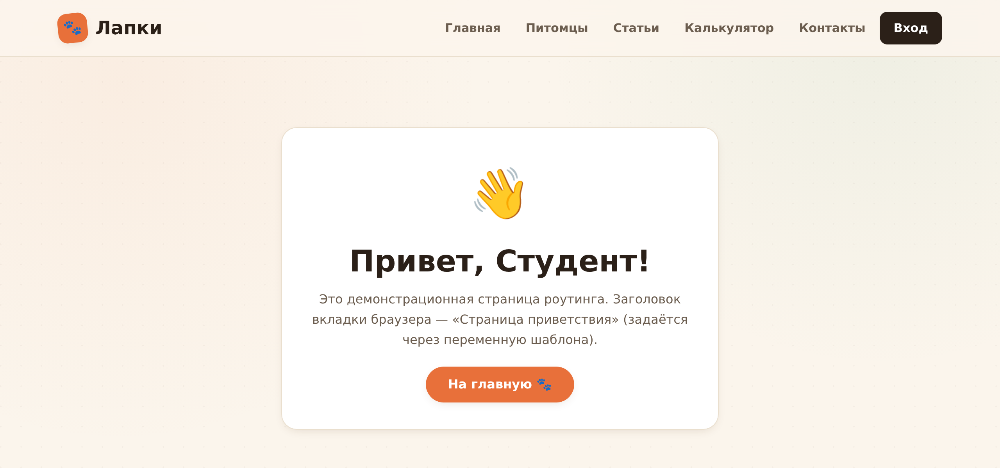 Лапки
Главная
Питомцы
Статьи
Калькулятор
Контакты
Вход
Привет, Студент!
Это демонстрационная страница роутинга. Заголовок
вкладки браузера — «Страница приветствия» (задаётся
через переменную шаблона).
На главную 🐾